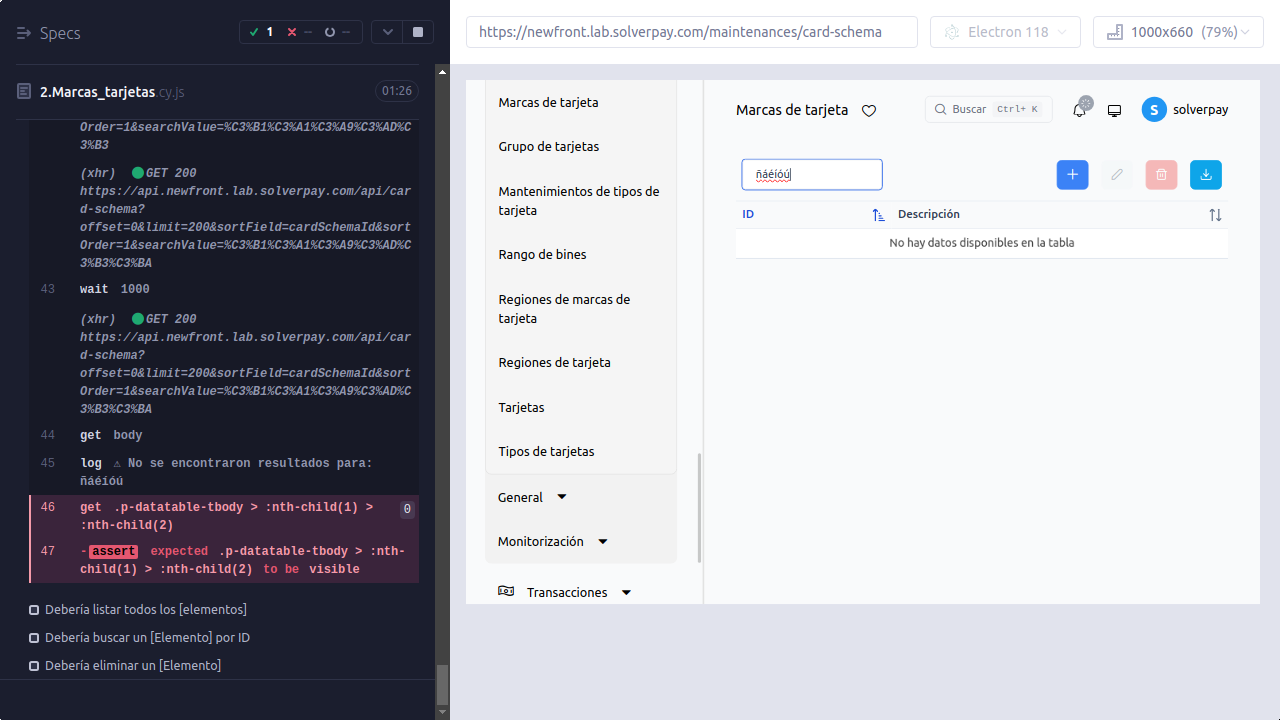 Specs
1
--
--
2.Marcas_tarjetas.cy.js
01:26
Order=1&searchValue=%C3%B1%C3%A1%C3%A9%C3%AD%C
3%B3
(xhr) GET 200
https://api.newfront.lab.solverpay.com/api/car
d-schema?
offset=0&limit=200&sortField=cardSchemaId&sort
Order=1&searchValue=%C3%B1%C3%A1%C3%A9%C3%AD%C
3%B3%C3%BA
43 wait 1000
(xhr) GET 200
https://api.newfront.lab.solverpay.com/api/car
d-schema?
offset=0&limit=200&sortField=cardSchemaId&sort
Order=1&searchValue=%C3%B1%C3%A1%C3%A9%C3%AD%C
3%B3%C3%BA
44 get body
45 log ⚠ No se encontraron resultados para:
ñáéíóú
46 get .p-datatable-tbody > :nth-child(1) >
:nth-child(2)
0
47 -assert expected .p-datatable-tbody > :nth-
child(1) > :nth-child(2) to be visible
Debería listar todos los [elementos]
Debería buscar un [Elemento] por ID
Debería eliminar un [Elemento]
https://newfront.lab.solverpay.com/maintenances/card-schema
Electron 118
1000x660 (79%)
Marcas de tarjeta
Grupo de tarjetas
Mantenimientos de tipos de
tarjeta
Rango de bines
Regiones de marcas de
tarjeta
Regiones de tarjeta
Tarjetas
Tipos de tarjetas
General
Monitorización
Transacciones
Marcas de tarjeta
Buscar Ctrl+ K
S solverpay
ñáéíóú
ID
Descripción
No hay datos disponibles en la tabla